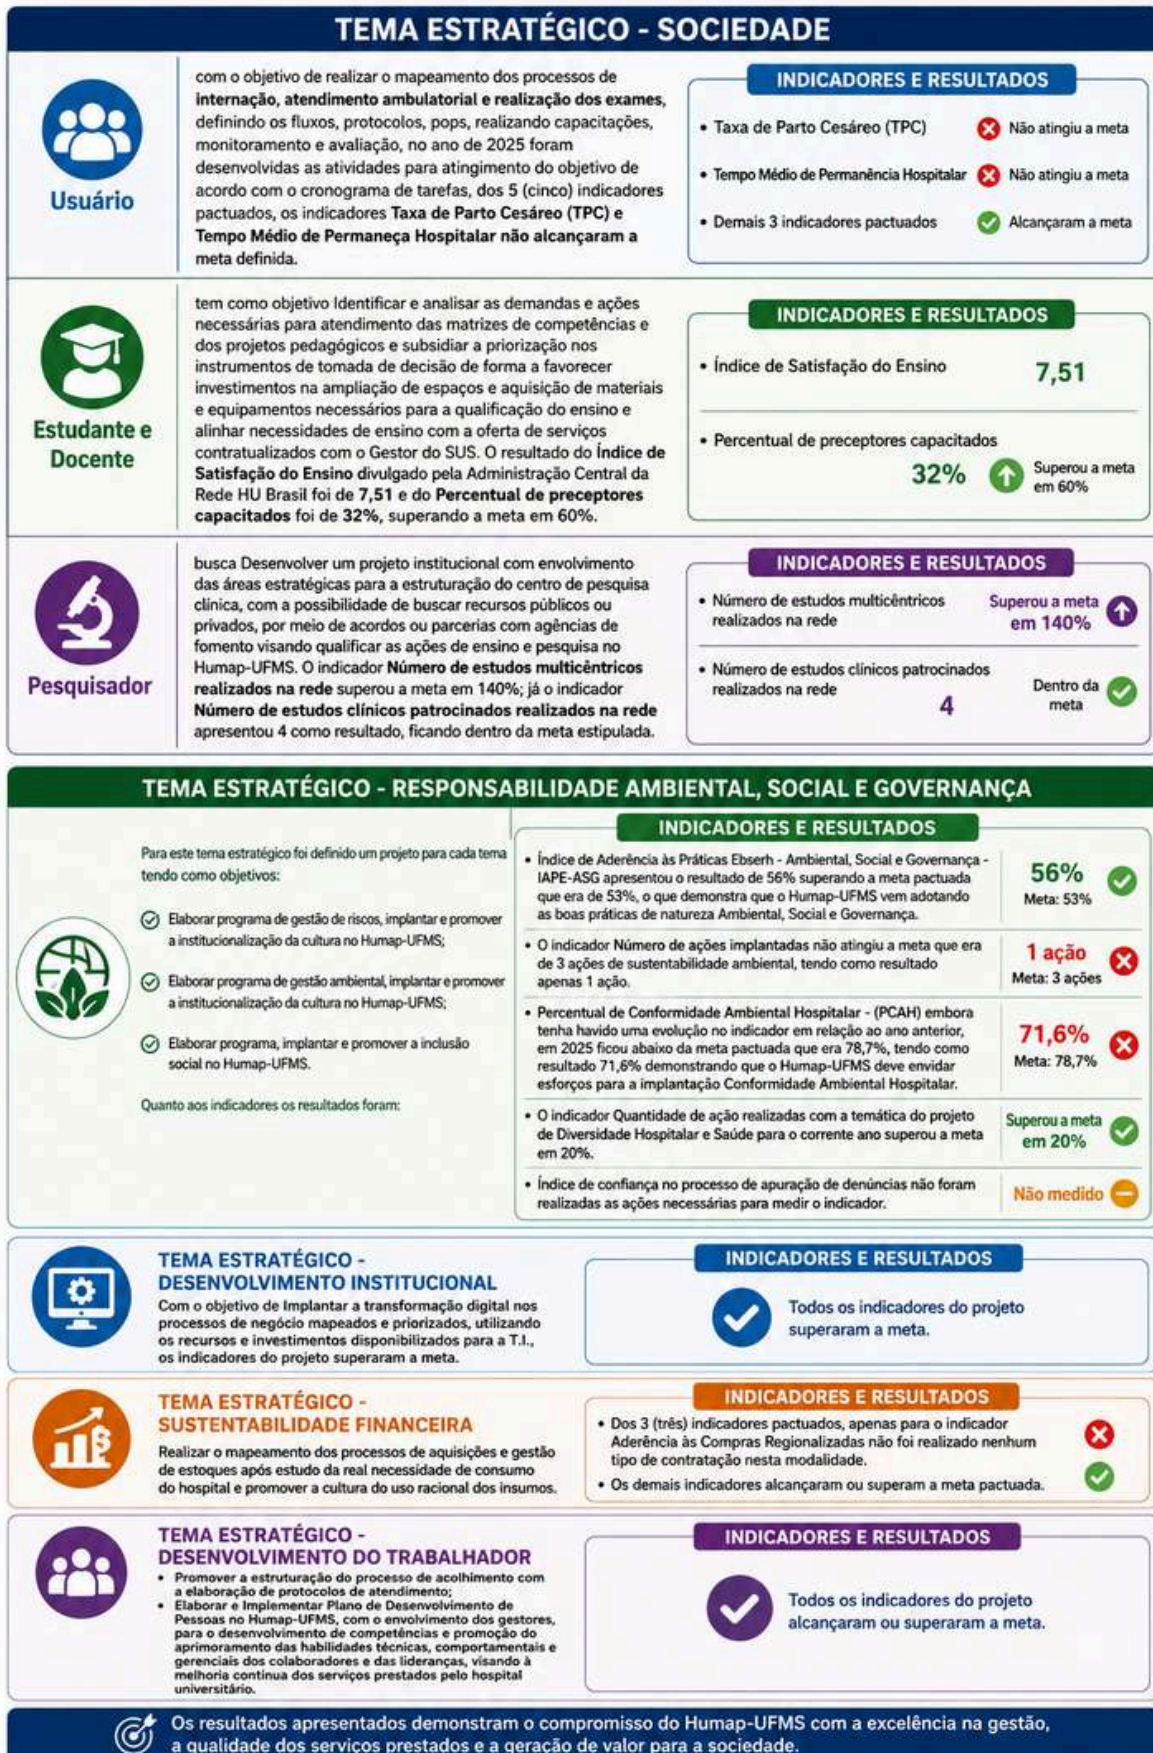 TEMA ESTRATÉGICO - SOCIEDADE
Usuário
com o objetivo de realizar o mapeamento dos processos de
internação, atendimento ambulatorial e realização dos exames,
definindo os fluxos, protocolos, pops, realizando capacitações,
monitoramento e avaliação, no ano de 2025 foram
desenvolvidas as atividades para atingimento do objetivo de
acordo com o cronograma de tarefas, dos 5 (cinco) indicadores
pactuados, os indicadores Taxa de Parto Cesáreo (TPC) e
Tempo Médio de Permaneça Hospitalar não alcançaram a
meta definida.
INDICADORES E RESULTADOS
• Taxa de Parto Cesáreo (TPC) Não atingiu a meta
• Tempo Médio de Permanência Hospitalar Não atingiu a meta
• Demais 3 indicadores pactuados Alcançaram a meta
Estudante e
Docente
tem como objetivo Identificar e analisar as demandas e ações
necessárias para atendimento das matrizes de competências e
dos projetos pedagógicos e subsidiar a priorização nos
instrumentos de tomada de decisão de forma a favorecer
investimentos na ampliação de espaços e aquisição de materiais
e equipamentos necessários para a qualificação do ensino e
alinhar necessidades de ensino com a oferta de serviços
contratualizados com o Gestor do SUS. O resultado do Índice de
Satisfação do Ensino divulgado pela Administração Central da
Rede HU Brasil foi de 7,51 e do Percentual de preceptores
capacitados foi de 32%, superando a meta em 60%.
INDICADORES E RESULTADOS
• Índice de Satisfação do Ensino 7,51
• Percentual de preceptores capacitados
32% Superou a meta
em 60%
Pesquisador
busca Desenvolver um projeto institucional com envolvimento
das áreas estratégicas para a estruturação do centro de pesquisa
clínica, com a possibilidade de buscar recursos públicos ou
privados, por meio de acordos ou parcerias com agências de
fomento visando qualificar as ações de ensino e pesquisa no
Humap-UFMS. O indicador Número de estudos multicêntricos
realizados na rede superou a meta em 140%; já o indicador
Número de estudos clínicos patrocinados realizados na rede
apresentou 4 como resultado, ficando dentro da meta estipulada.
INDICADORES E RESULTADOS
• Número de estudos multicêntricos
realizados na rede
Superou a meta
em 140%
• Número de estudos clínicos patrocinados
realizados na rede
4
Dentro da
meta
TEMA ESTRATÉGICO - RESPONSABILIDADE AMBIENTAL, SOCIAL E GOVERNANÇA
Para este tema estratégico foi definido um projeto para cada tema
tendo como objetivos:
Elaborar programa de gestão de riscos, implantar e promover
a institucionalização da cultura no Humap-UFMS;
Elaborar programa de gestão ambiental, implantar e promover
a institucionalização da cultura no Humap-UFMS;
Elaborar programa, implantar e promover a inclusão
social no Humap-UFMS.
Quanto aos indicadores os resultados foram:
INDICADORES E RESULTADOS
• Índice de Aderência às Práticas Ebserh - Ambiental, Social e Governança -
IAPE-ASG apresentou o resultado de 56% superando a meta pactuada
que era de 53%, o que demonstra que o Humap-UFMS vem adotando
as boas práticas de natureza Ambiental, Social e Governança.
56%
Meta: 53%
• O indicador Número de ações implantadas não atingiu a meta que era
de 3 ações de sustentabilidade ambiental, tendo como resultado
apenas 1 ação.
1 ação
Meta: 3 ações
• Percentual de Conformidade Ambiental Hospitalar - (PCAH) embora
tenha havido uma evolução no indicador em relação ao ano anterior,
em 2025 ficou abaixo da meta pactuada que era 78,7%, tendo como
resultado 71,6% demonstrando que o Humap-UFMS deve envidar
esforços para a implantação Conformidade Ambiental Hospitalar.
71,6%
Meta: 78,7%
• O indicador Quantidade de ação realizadas com a temática do projeto
de Diversidade Hospitalar e Saúde para o corrente ano superou a meta
em 20%.
Superou a meta
em 20%
• Índice de confiança no processo de apuração de denúncias não foram
realizadas as ações necessárias para medir o indicador.
Não medido
TEMA ESTRATÉGICO -
DESENVOLVIMENTO INSTITUCIONAL
Com o objetivo de Implantar a transformação digital nos
processos de negócio mapeados e priorizados, utilizando
os recursos e investimentos disponibilizados para a T.I.,
os indicadores do projeto superaram a meta.
INDICADORES E RESULTADOS
Todos os indicadores do projeto
superaram a meta.
TEMA ESTRATÉGICO -
SUSTENTABILIDADE FINANCEIRA
Realizar o mapeamento dos processos de aquisições e gestão
de estoques após estudo da real necessidade de consumo
do hospital e promover a cultura do uso racional dos insumos.
INDICADORES E RESULTADOS
• Dos 3 (três) indicadores pactuados, apenas para o indicador
Aderência às Compras Regionalizadas não foi realizado nenhum
tipo de contratação nesta modalidade.
• Os demais indicadores alcançaram ou superam a meta pactuada.
TEMA ESTRATÉGICO -
DESENVOLVIMENTO DO TRABALHADOR
• Promover a estruturação do processo de acolhimento com
a elaboração de protocolos de atendimento;
• Elaborar e Implementar Plano de Desenvolvimento de
Pessoas no Humap-UFMS, com o envolvimento dos gestores,
para o desenvolvimento de competências e promoção do
aprimoramento das habilidades técnicas, comportamentais e
gerenciais dos colaboradores e das lideranças, visando à
melhoria continua dos serviços prestados pelo hospital
universitário.
INDICADORES E RESULTADOS
Todos os indicadores do projeto
alcançaram ou superaram a meta.
Os resultados apresentados demonstram o compromisso do Humap-UFMS com a excelência na gestão,
a qualidade dos serviços prestados e a geração de valor para a sociedade.